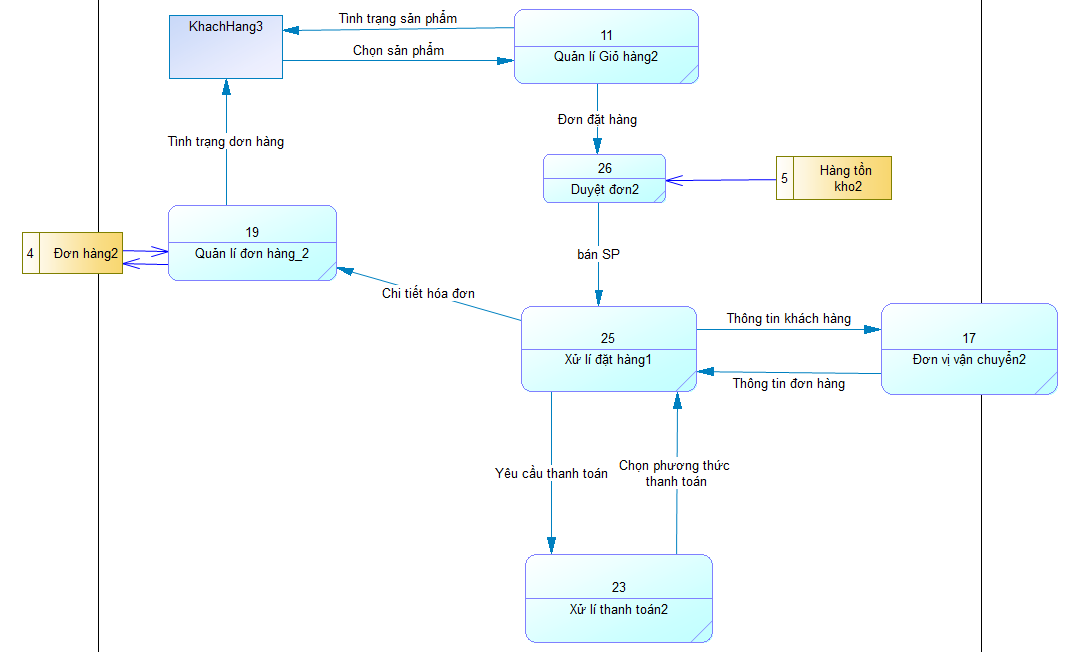 KhachHang3
Tình trạng sản phẩm
Chọn sản phẩm
11
Quản lí Giỏ hàng2
Đơn đặt hàng
Tình trạng dơn hàng
26
Duyệt đơn2
5
Hàng tồn
kho2
19
Quản lí đơn hàng_2
4
Đơn hàng2
bán SP
Chi tiết hóa đơn
25
Xử lí đặt hàng1
Thông tin khách hàng
Thông tin đơn hàng
17
Đơn vị vận chuyển2
Yêu cầu thanh toán
Chọn phương thức
thanh toán
23
Xử lí thanh toán2